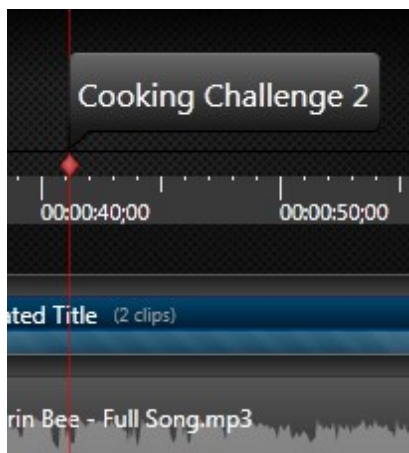 Cooking Challenge 2
00:00:40;00 00:00:50;00
ated Title (2 clips)
rin Bee - Full Song.mp3